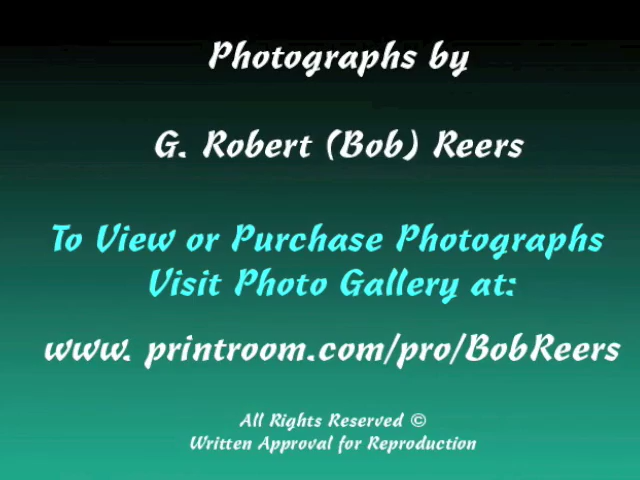 Photographs by
G. Robert (Bob) Reers
To View or Purchase Photographs
Visit Photo Gallery at:
www. printroom.com/pro/BobReers
All Rights Reserved ©
Written Approval for Reproduction